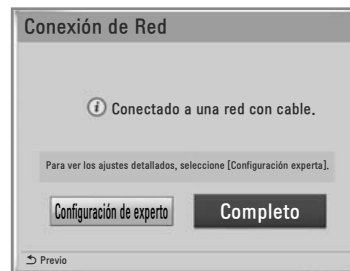 Conexión de Red
Conectado a una red con cable.
Para ver los ajustes detallados, seleccione [Configuración experta].
Configuración de experto
Completo
Previo